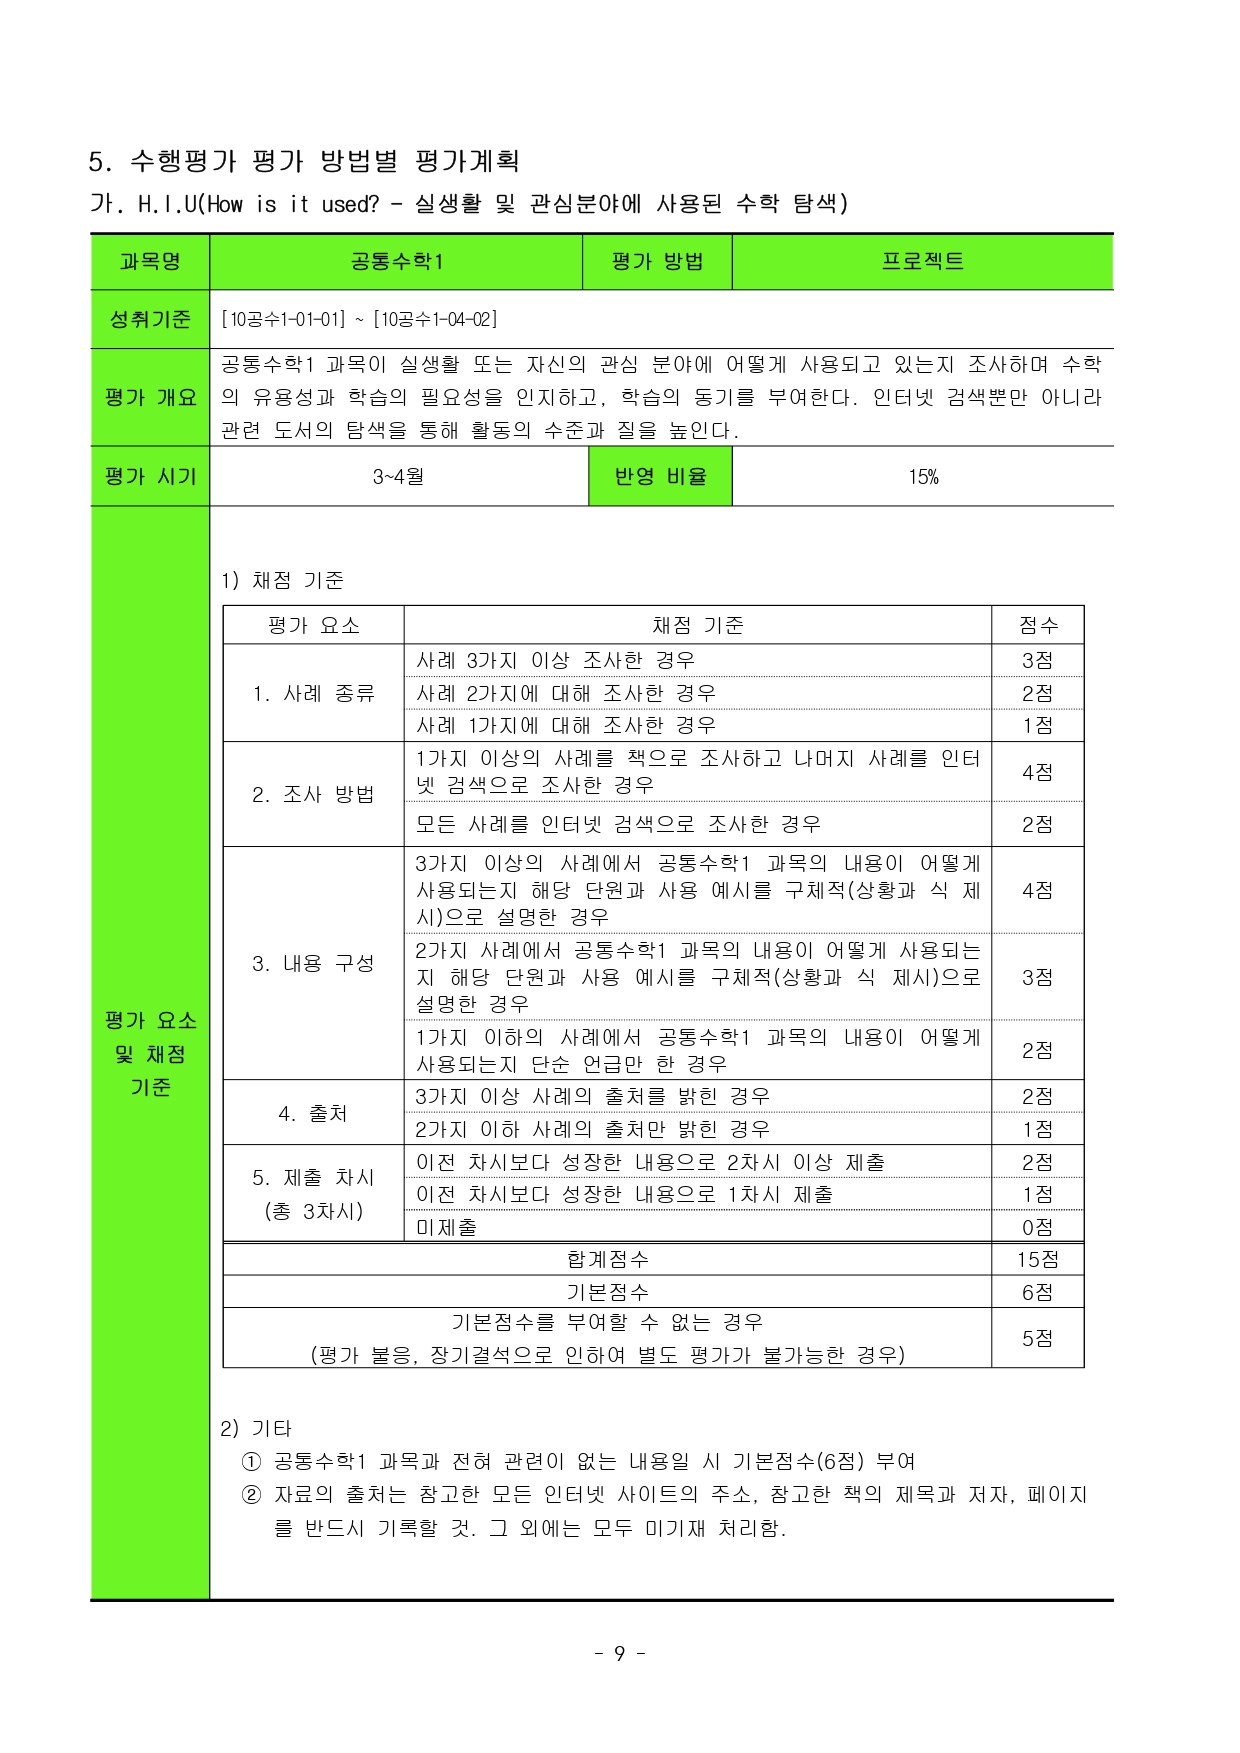 5. 수행평가 평가 방법별 평가계획
가. H.I.U(How is it used? - 실생활 및 관심분야에 사용된 수학 탐색)
과목명 공통수학1 평가 방법 프로젝트
성취기준 [10공수1-01-01] ~ [10공수1-04-02]
공통수학1 과목이 실생활 또는 자신의 관심 분야에 어떻게 사용되고 있는지 조사하며 수학
평가 개요 의 유용성과 학습의 필요성을 인지하고, 학습의 동기를 부여한다. 인터넷 검색뿐만 아니라
관련 도서의 탐색을 통해 활동의 수준과 질을 높인다.
평가 시기 3~4월 반영 비율 15%
평가 요소
및 채점
기준
1) 채점 기준
평가 요소 채점 기준 점수
1. 사례 종류
사례 3가지 이상 조사한 경우 3점
사례 2가지에 대해 조사한 경우 2점
사례 1가지에 대해 조사한 경우 1점
2. 조사 방법
1가지 이상의 사례를 책으로 조사하고 나머지 사례를 인터
넷 검색으로 조사한 경우
4점
모든 사례를 인터넷 검색으로 조사한 경우 2점
3. 내용 구성
3가지 이상의 사례에서 공통수학1 과목의 내용이 어떻게
사용되는지 해당 단원과 사용 예시를 구체적(상황과 식 제
시)으로 설명한 경우
4점
2가지 사례에서 공통수학1 과목의 내용이 어떻게 사용되는
지 해당 단원과 사용 예시를 구체적(상황과 식 제시)으로
설명한 경우
3점
1가지 이하의 사례에서 공통수학1 과목의 내용이 어떻게
사용되는지 단순 언급만 한 경우
2점
4. 출처
3가지 이상 사례의 출처를 밝힌 경우 2점
2가지 이하 사례의 출처만 밝힌 경우 1점
5. 제출 차시
(총 3차시)
이전 차시보다 성장한 내용으로 2차시 이상 제출 2점
이전 차시보다 성장한 내용으로 1차시 제출 1점
미제출 0점
합계점수 15점
기본점수 6점
기본점수를 부여할 수 없는 경우
(평가 불응, 장기결석으로 인하여 별도 평가가 불가능한 경우)
5점
2) 기타
① 공통수학1 과목과 전혀 관련이 없는 내용일 시 기본점수(6점) 부여
② 자료의 출처는 참고한 모든 인터넷 사이트의 주소, 참고한 책의 제목과 저자, 페이지
를 반드시 기록할 것. 그 외에는 모두 미기재 처리함.
- 9 -